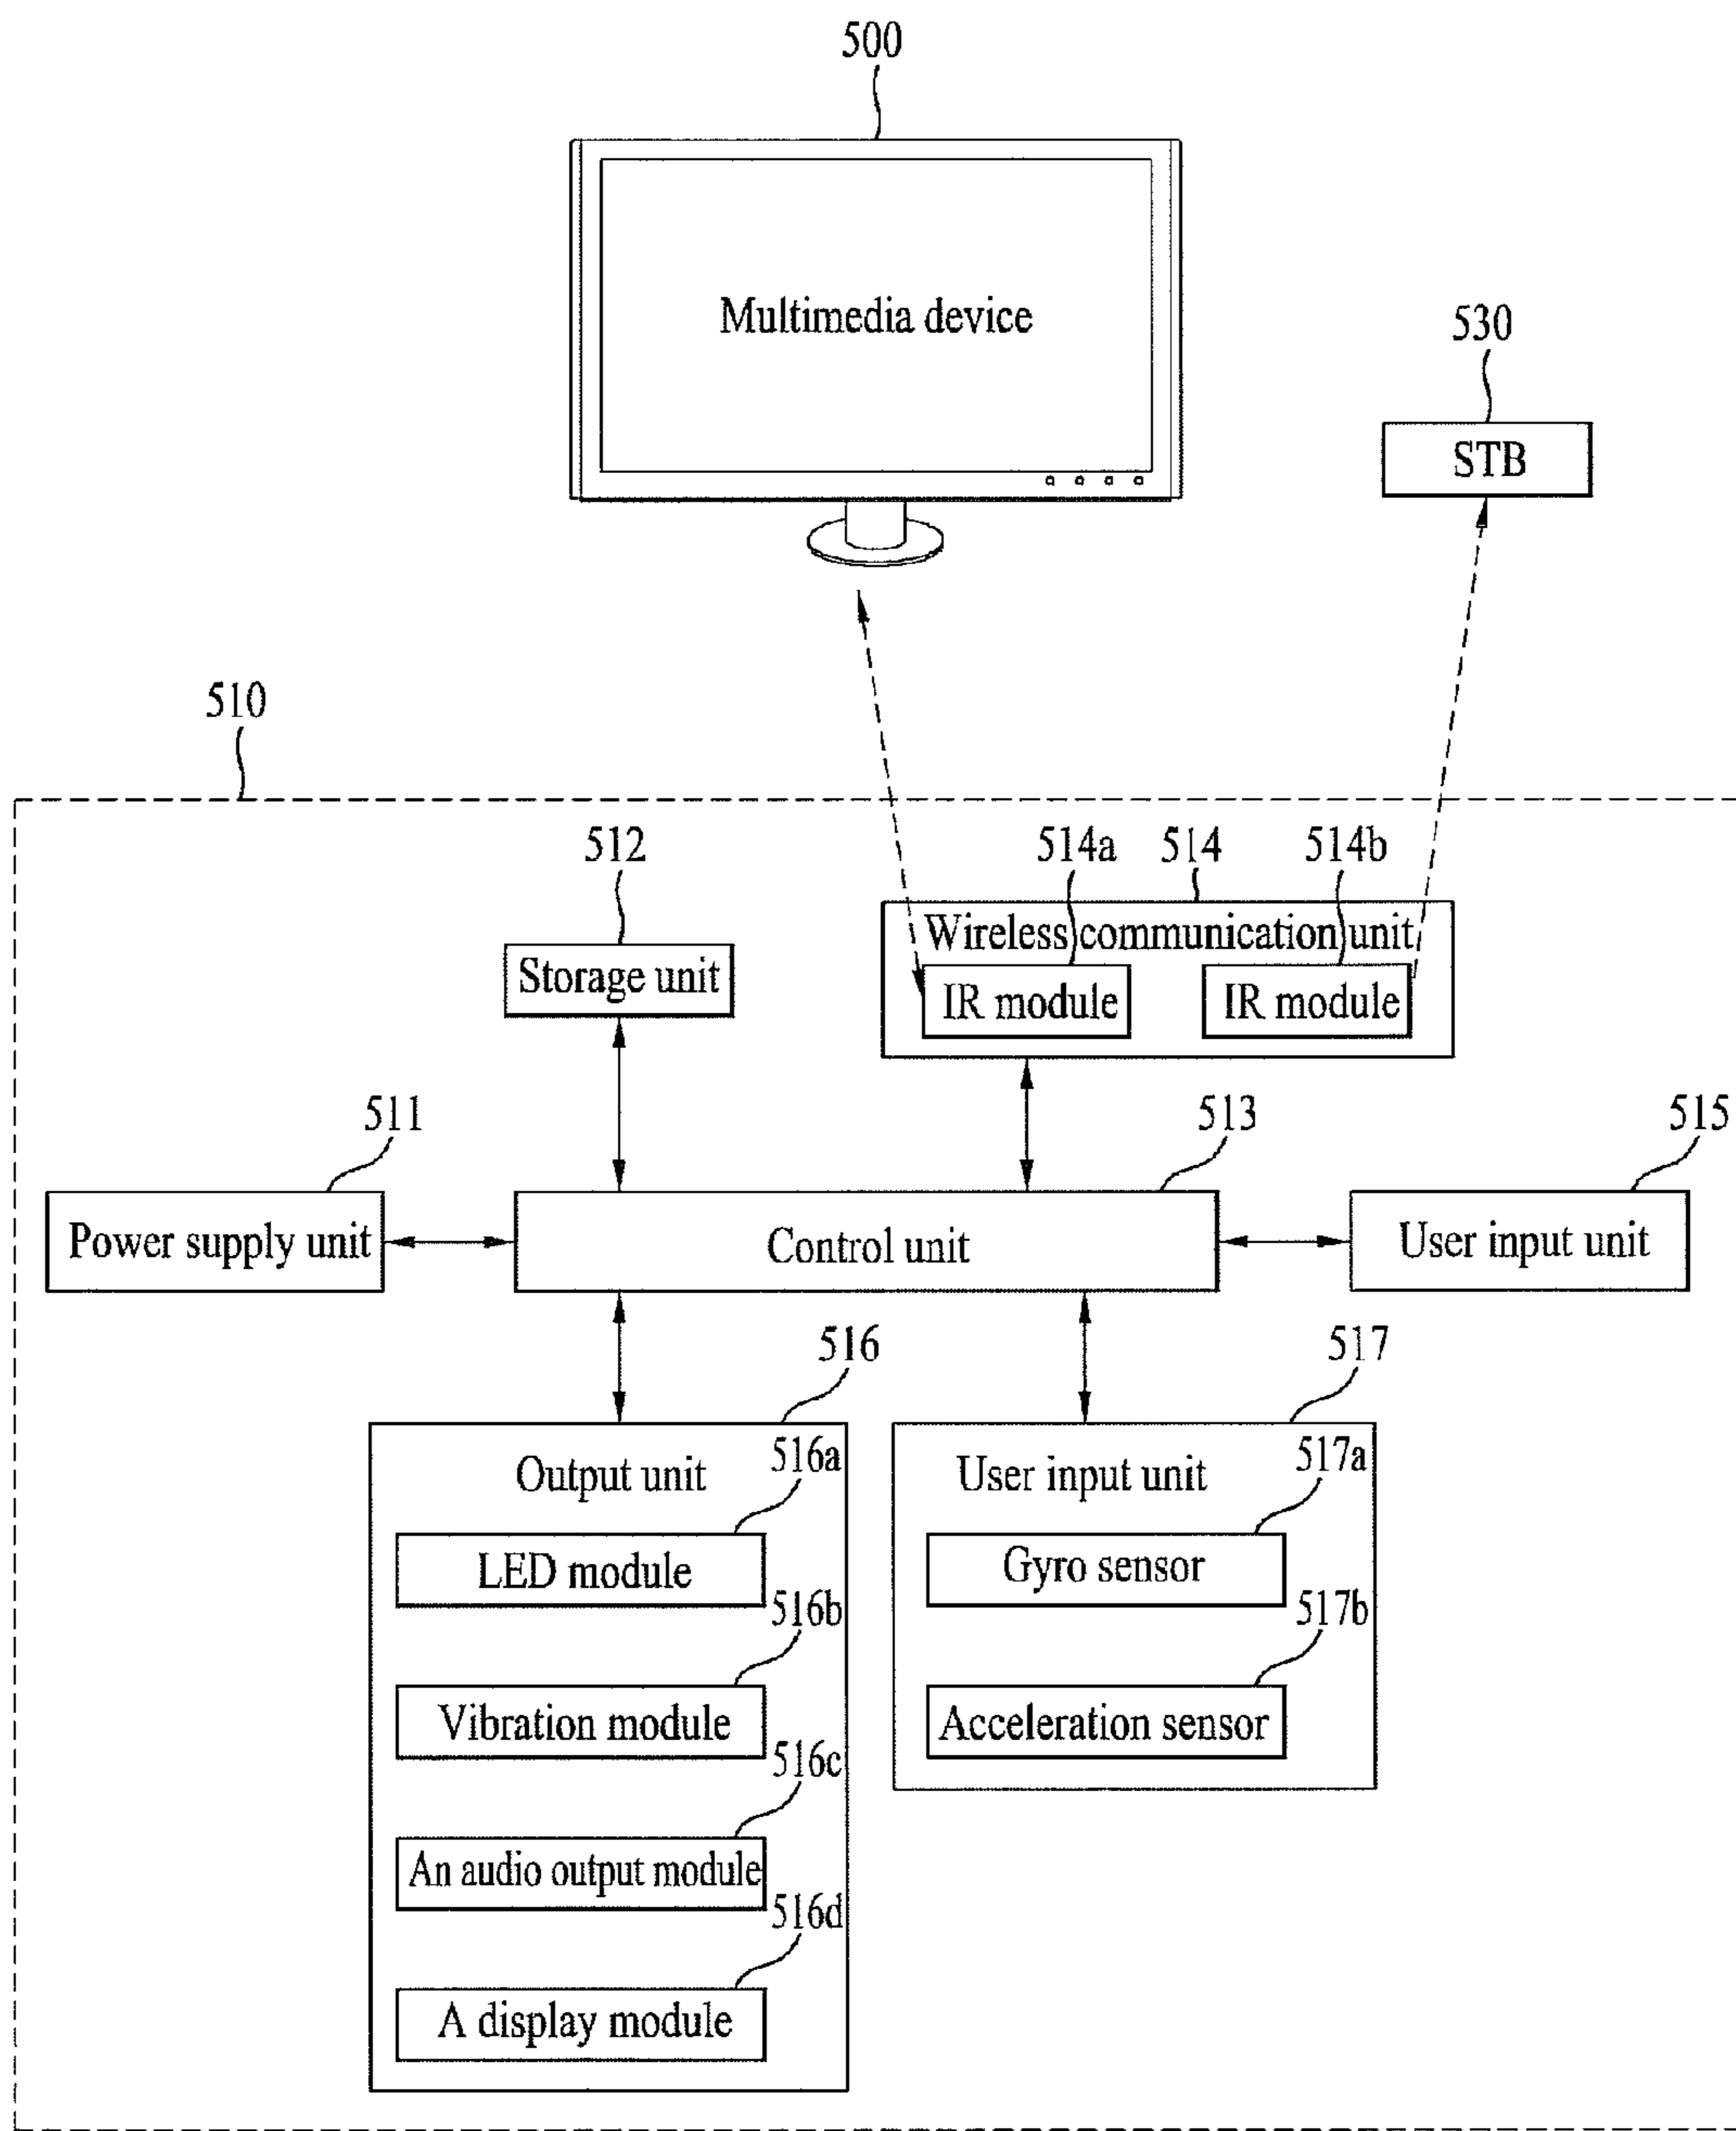 500
Multimedia device
530
STB
510
512
514a
514
514b
Storage unit
Wireless communication unit
IR module
IR module
511
513
515
Power supply unit
Control unit
User input unit
516
517
Output unit
516a
LED module
516b
Vibration module
516c
An audio output module
516d
A display module
User input unit
517a
Gyro sensor
517b
Acceleration sensor